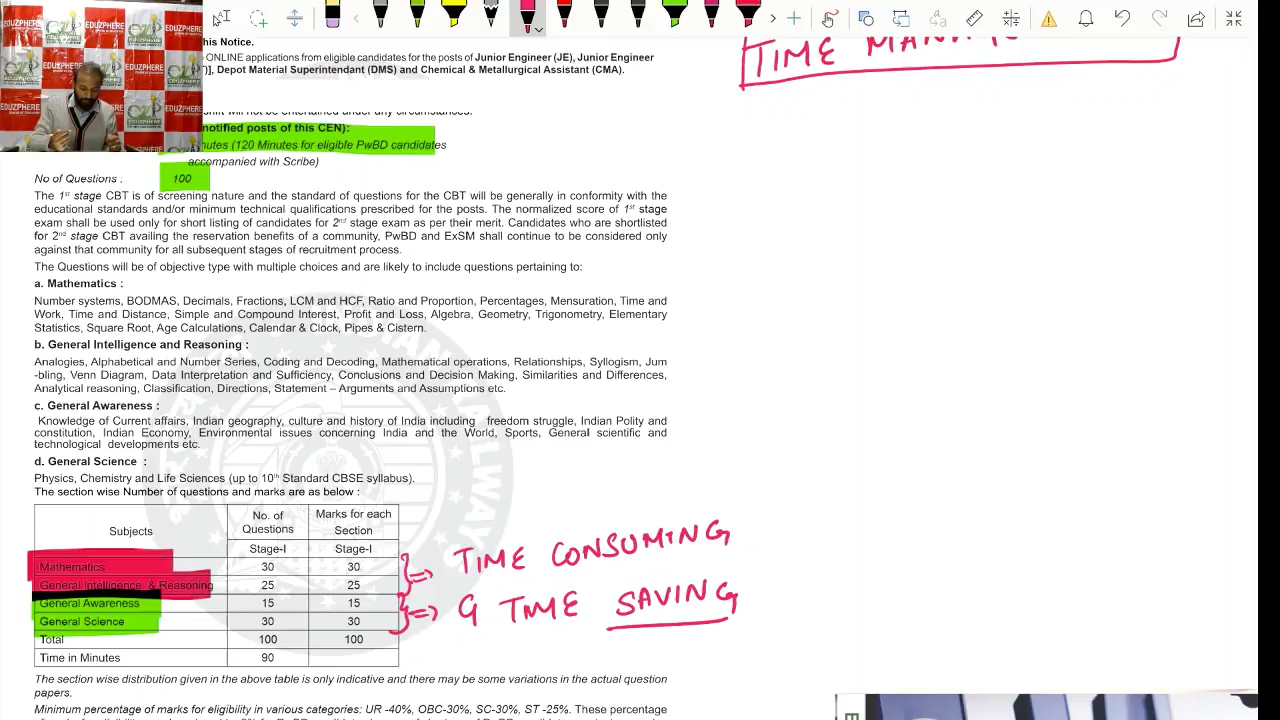 his Notice.
ONLINE applications from eligible candidates for the posts of Junior Engineer (JE), Junior Engineer
)], Depot Material Superintendent (DMS) and Chemical & Metallurgical Assistant (CMA).
TIME
shift will not be entertained under any circumstances.
notified posts of this CEN):
nutes (120 Minutes for eligible PwBD candidates
accompanied with Scribe)
No of Questions : 100
The 1st stage CBT is of screening nature and the standard of questions for the CBT will be generally in conformity with the
educational standards and/or minimum technical qualifications prescribed for the posts. The normalized score of 1st stage
exam shall be used only for short listing of candidates for 2nd stage exam as per their merit. Candidates who are shortlisted
for 2nd stage CBT availing the reservation benefits of a community, PwBD and ExSM shall continue to be considered only
against that community for all subsequent stages of recruitment process.
The Questions will be of objective type with multiple choices and are likely to include questions pertaining to:
a. Mathematics :
Number systems, BODMAS, Decimals, Fractions, LCM and HCF, Ratio and Proportion, Percentages, Mensuration, Time and
Work, Time and Distance, Simple and Compound Interest, Profit and Loss, Algebra, Geometry, Trigonometry, Elementary
Statistics, Square Root, Age Calculations, Calendar & Clock, Pipes & Cistern.
b. General Intelligence and Reasoning :
Analogies, Alphabetical and Number Series, Coding and Decoding, Mathematical operations, Relationships, Syllogism, Jum
-bling, Venn Diagram, Data Interpretation and Sufficiency, Conclusions and Decision Making, Similarities and Differences,
Analytical reasoning, Classification, Directions, Statement – Arguments and Assumptions etc.
c. General Awareness :
Knowledge of Current affairs, Indian geography, culture and history of India including freedom struggle, Indian Polity and
constitution, Indian Economy, Environmental issues concerning India and the World, Sports, General scientific and
technological developments etc.
d. General Science :
Physics, Chemistry and Life Sciences (up to 10th Standard CBSE syllabus).
The section wise Number of questions and marks are as below :
Subjects No. of Questions Marks for each Section
Stage-I Stage-I
Mathematics 30 30
General Intelligence & Reasoning 25 25
General Awareness 15 15
General Science 30 30
Total 100 100
Time in Minutes 90
TIME CONSUMING
TIME SAVING
The section wise distribution given in the above table is only indicative and there may be some variations in the actual question
papers.
Minimum percentage of marks for eligibility in various categories: UR -40%, OBC-30%, SC-30%, ST -25%. These percentage
EDUZPHERE
EDUZPHERE
EDUZPHERE
EDUZPHERE